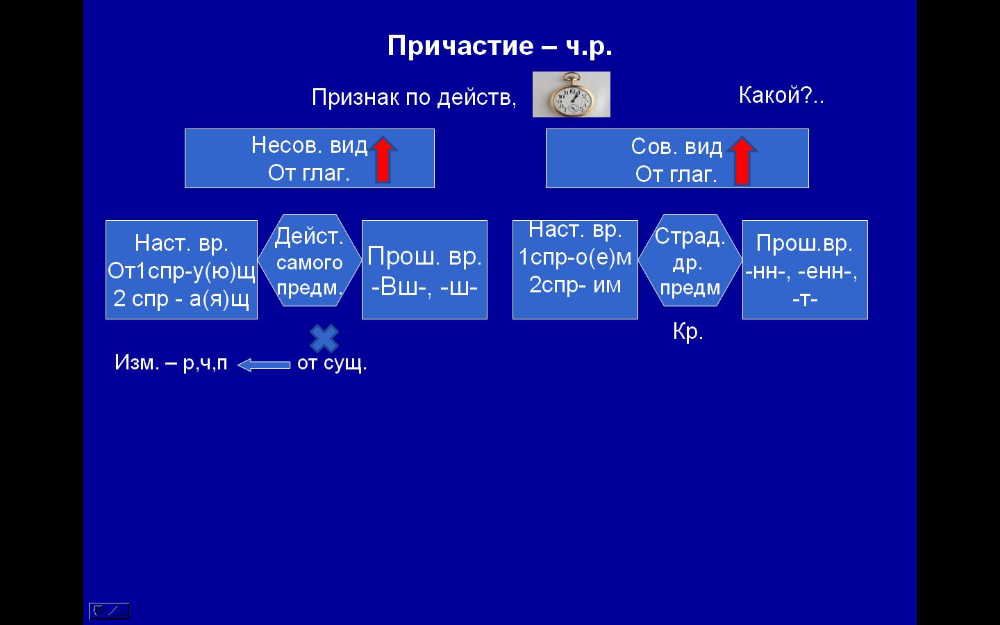 Причастие – ч.р.
Признак по действ,
Какой?..
Несов. вид
От глаг.
Сов. вид
От глаг.
Наст. вр.
От1спр-у(ю)щ
2 спр - а(я)щ
Дейст.
самого
предм.
Прош. вр.
-Вш-, -ш-
Наст. вр.
1спр-о(е)м
2спр- им
Страд.
др.
предм
Прош.вр.
-нн-, -енн-,
-т-
Кр.
Изм. – р,ч,п
от сущ.